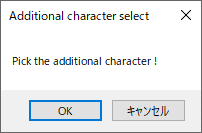 Additional character select
Pick the additional character !
OK
キャンセル